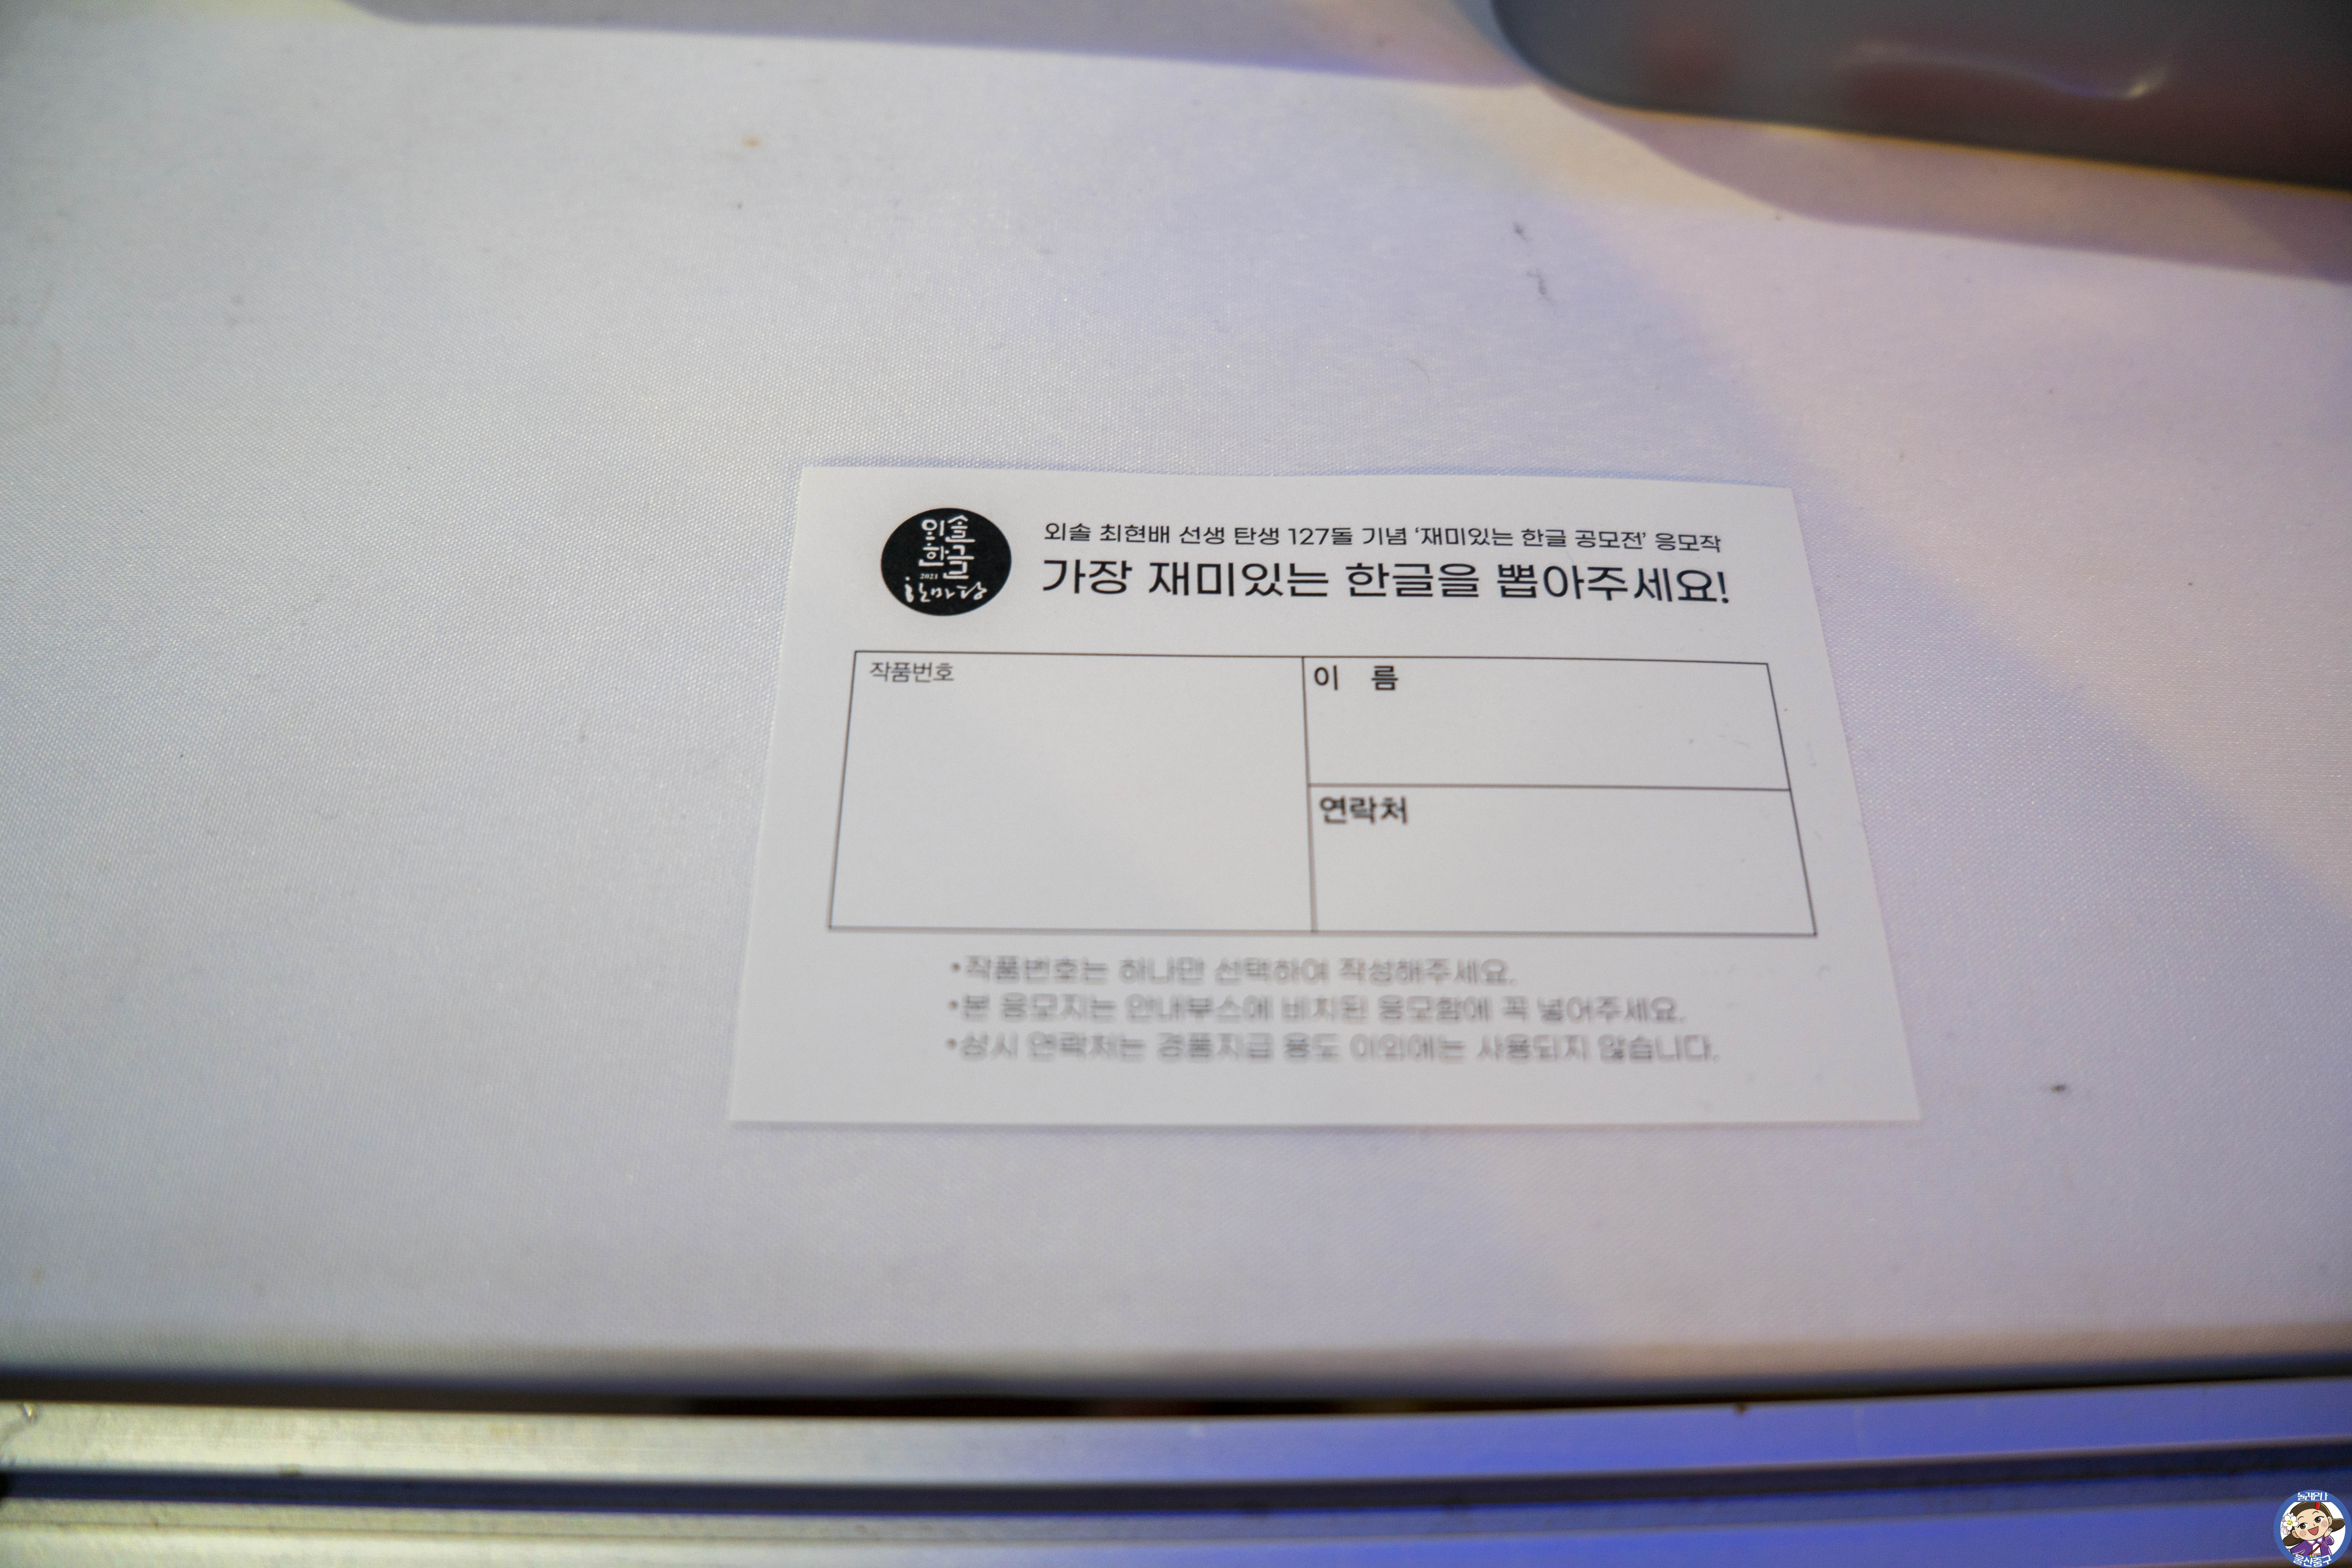 외솔
한글
2021
한마당
외솔 최현배 선생 탄생 127돌 기념 '재미있는 한글 공모전' 응모작
가장 재미있는 한글을 뽑아주세요!
작품번호
이 름
연락처
•작품번호는 하나만 선택하여 작성해주세요.
•본 응모지는 안내부스에 비치된 응모함에 꼭 넣어주세요.
•성시 연락처는 경품지급 용도 이외에는 사용되지 않습니다.
울산중구